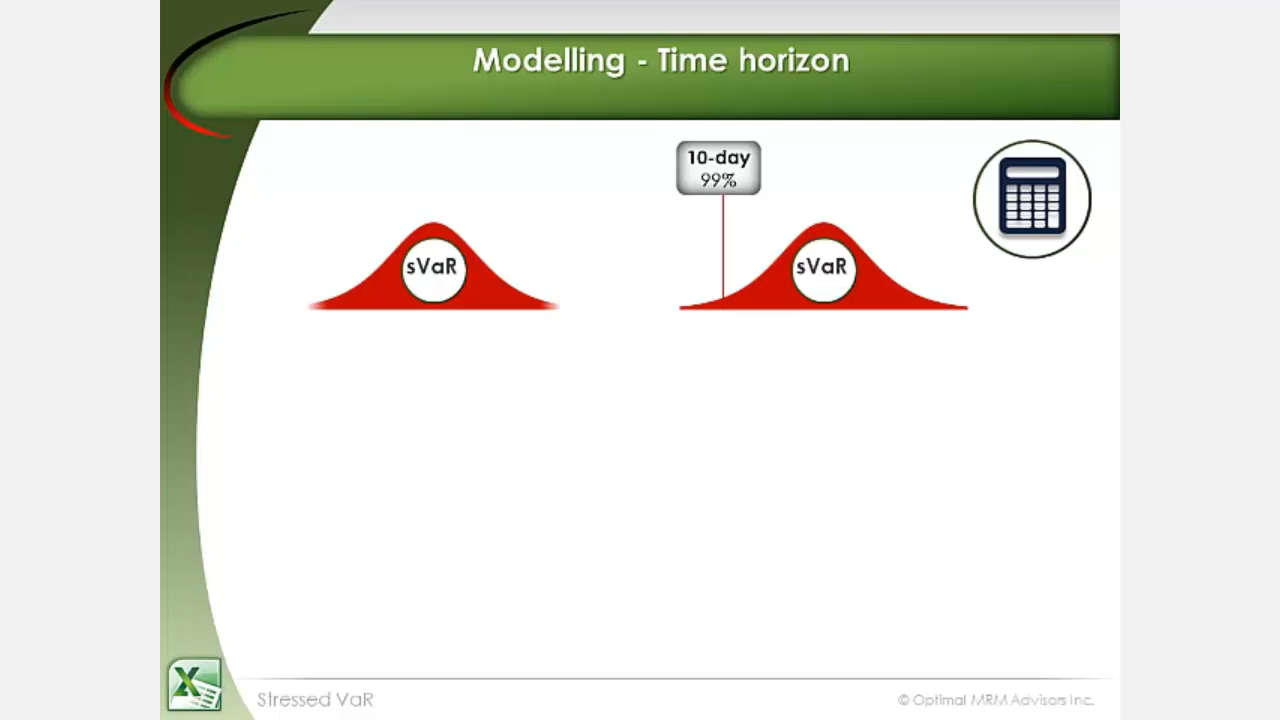 Modelling - Time horizon
10-day
99%
sVaR
sVaR
X
Stressed VaR
© Optimal MRM Advisors Inc.